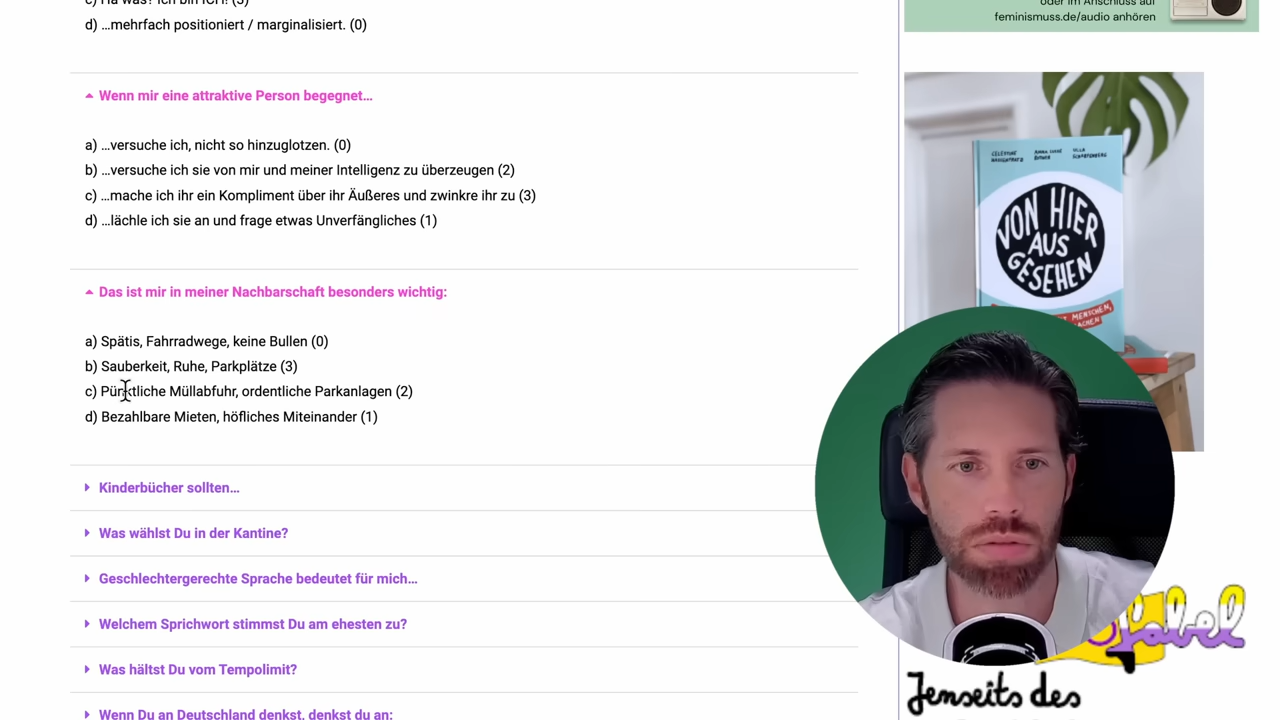 c) Ha was? Ich bin ICH! (3)
d) …mehrfach positioniert / marginalisiert. (0)
Wenn mir eine attraktive Person begegnet…
a) …versuche ich, nicht so hinzuglotzen. (0)
b) …versuche ich sie von mir und meiner Intelligenz zu überzeugen (2)
c) …mache ich ihr ein Kompliment über ihr Äußeres und zwinkre ihr zu (3)
d) …lächle ich sie an und frage etwas Unverfängliches (1)
Das ist mir in meiner Nachbarschaft besonders wichtig:
a) Spätis, Fahrradwege, keine Bullen (0)
b) Sauberkeit, Ruhe, Parkplätze (3)
c) Pünktliche Müllabfuhr, ordentliche Parkanlagen (2)
d) Bezahlbare Mieten, höfliches Miteinander (1)
Kinderbücher sollten…
Was wählst Du in der Kantine?
Geschlechtergerechte Sprache bedeutet für mich…
Welchem Sprichwort stimmst Du am ehesten zu?
Was hältst Du vom Tempolimit?
Wenn Du an Deutschland denkst, denkst du an:
oder im Anschluss auf
feminismuss.de/audio anhören
VON HIER
AUS
GESEHEN
MENSCHEN,
Jenseits des